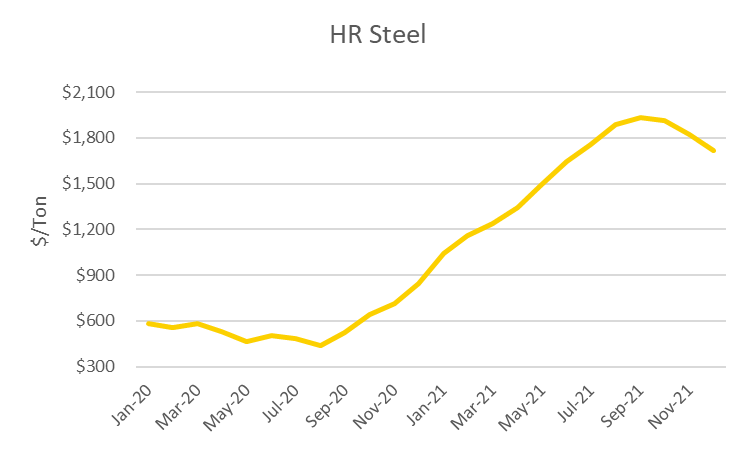 HR Steel
$2,100
$1,800
$1,500
$1,200
$900
$600
$300
$/Ton
Jan-20
Mar-20
May-20
Jul-20
Sep-20
Nov-20
Jan-21
Mar-21
May-21
Jul-21
Sep-21
Nov-21